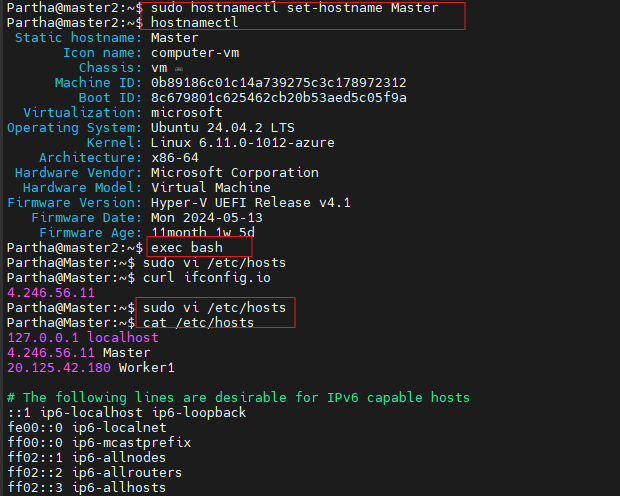 Partha@master2:~$ sudo hostnamectl set-hostname Master
Partha@master2:~$ hostnamectl
Static hostname: Master
Icon name: computer-vm
Chassis: vm
Machine ID: 0b89186c01c14a739275c3c178972312
Boot ID: 8c679801c625462cb20b53aed5c05f9a
Virtualization: microsoft
Operating System: Ubuntu 24.04.2 LTS
Kernel: Linux 6.11.0-1012-azure
Architecture: x86-64
Hardware Vendor: Microsoft Corporation
Hardware Model: Virtual Machine
Firmware Version: Hyper-V UEFI Release v4.1
Firmware Date: Mon 2024-05-13
Firmware Age: 11month 1w 5d
Partha@master2:~$ exec bash
Partha@Master:~$ sudo vi /etc/hosts
Partha@Master:~$ curl ifconfig.io
4.246.56.11
Partha@Master:~$ sudo vi /etc/hosts
Partha@Master:~$ cat /etc/hosts
127.0.0.1 localhost
4.246.56.11 Master
20.125.42.180 Worker1
# The following lines are desirable for IPv6 capable hosts
::1 ip6-localhost ip6-loopback
fe00::0 ip6-localnet
ff00::0 ip6-mcastprefix
ff02::1 ip6-allnodes
ff02::2 ip6-allrouters
ff02::3 ip6-allhosts